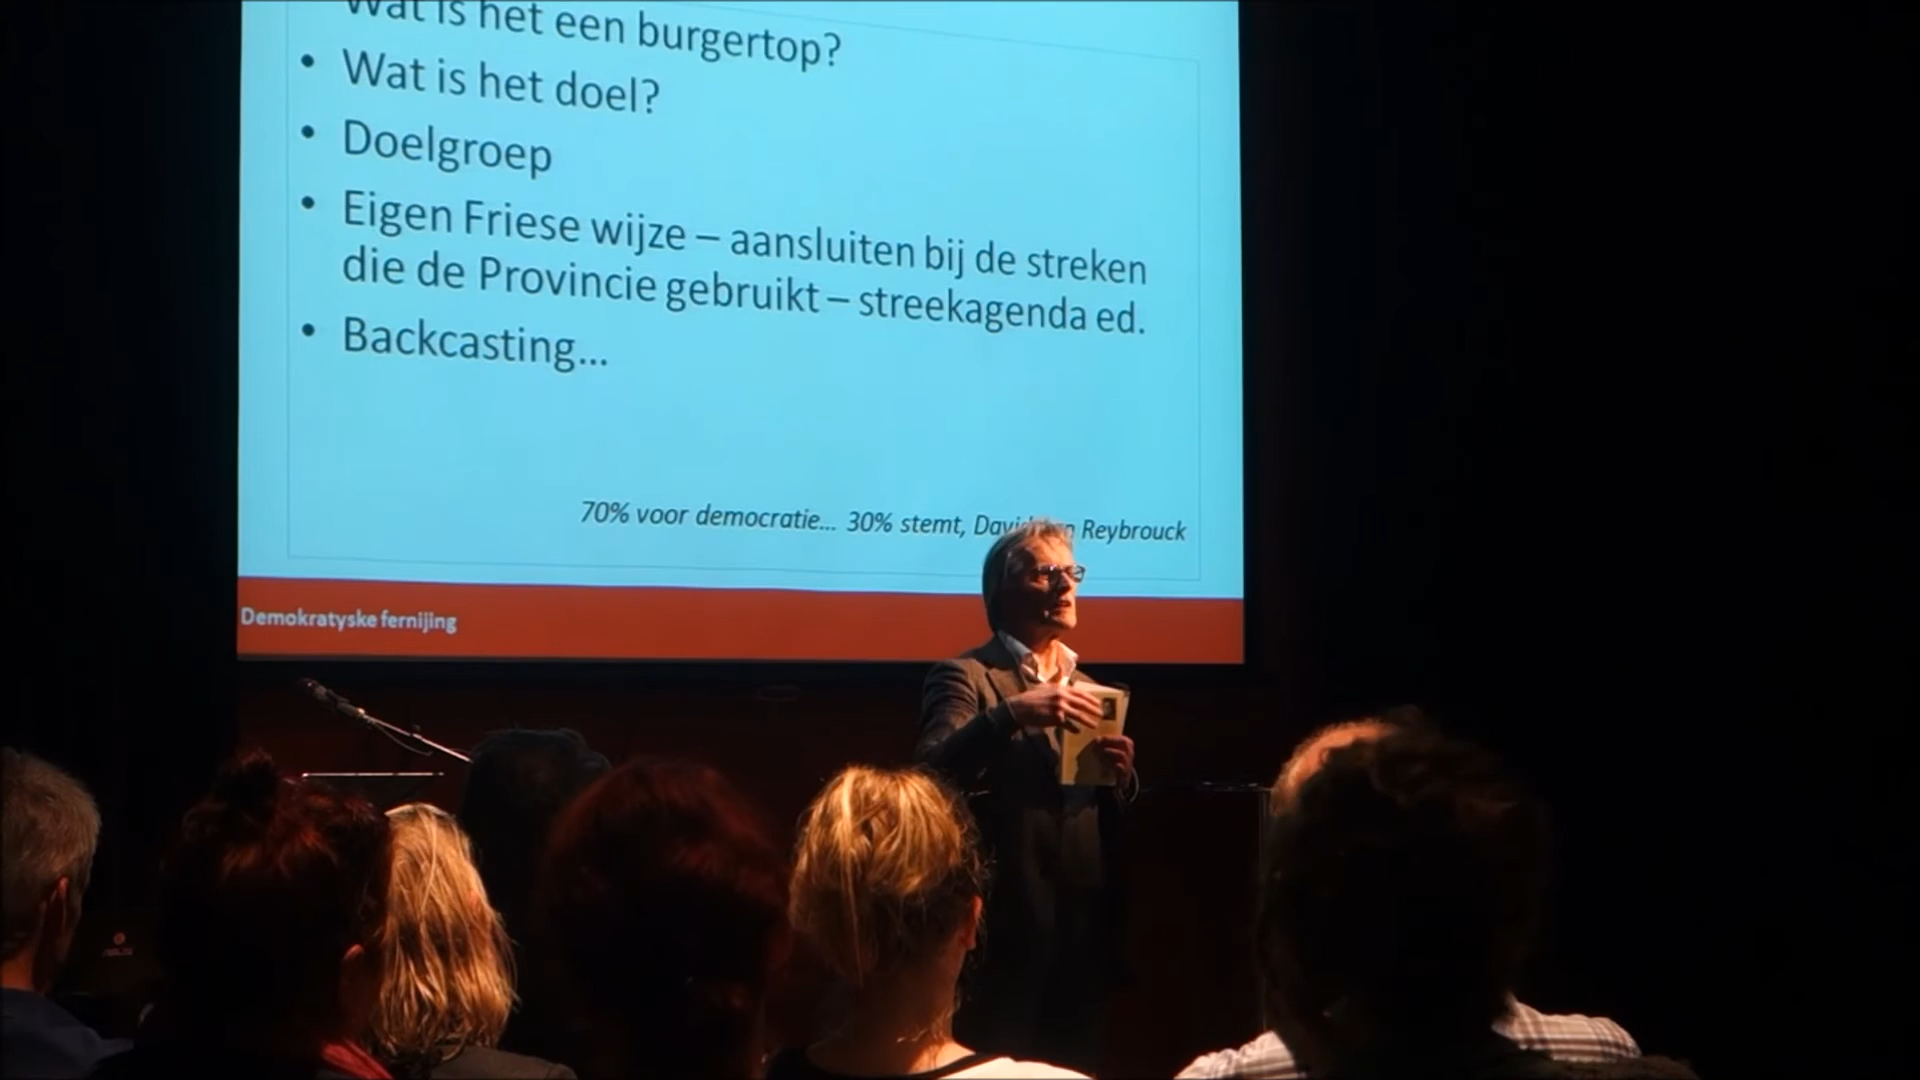 Wat is het een burgertop?
• Wat is het doel?
• Doelgroep
• Eigen Friese wijze – aansluiten bij de streken
die de Provincie gebruikt – streekagenda ed.
• Backcasting...
70% voor democratie... 30% stemt, David Reybrouck
Demokratyske fernijing